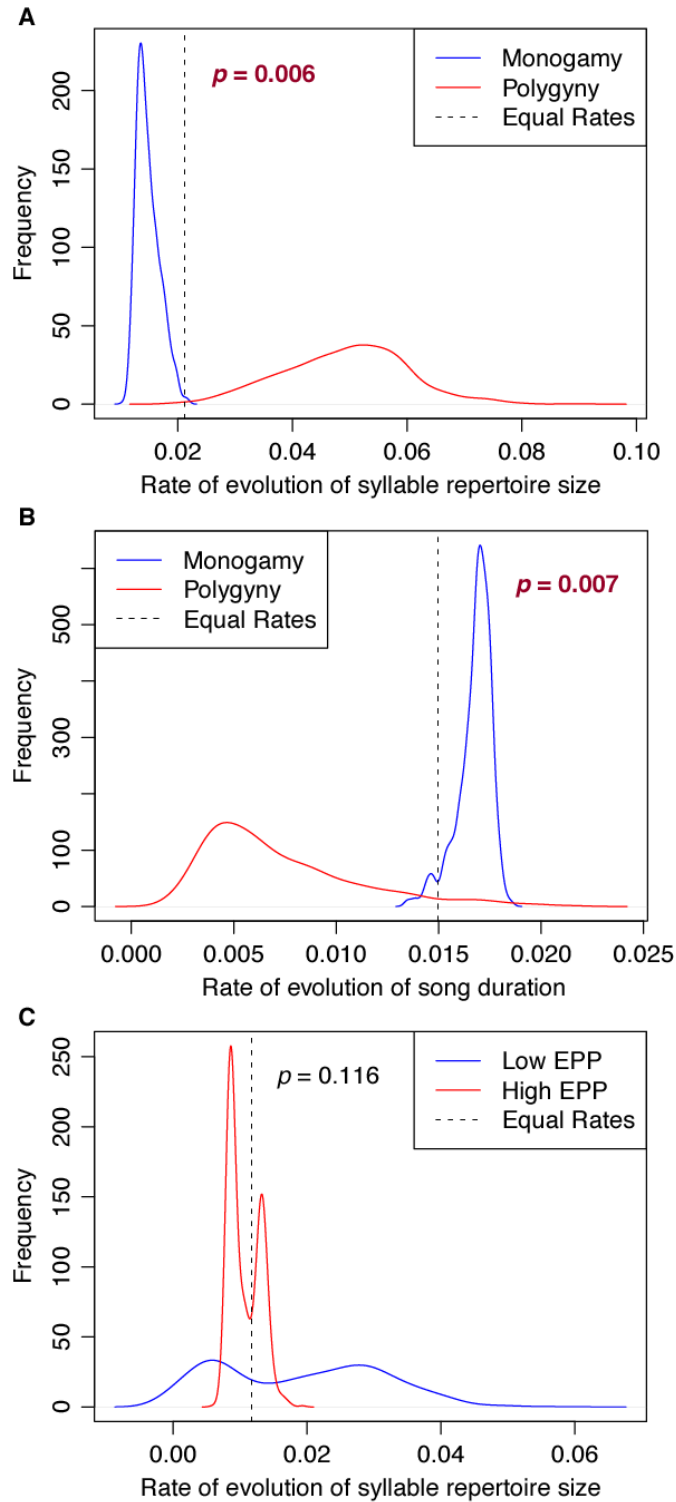 A
Monogamy
Polygyny
Equal Rates
p = 0.006
Frequency
200
150
100
50
0
0.02 0.04 0.06 0.08 0.10
Rate of evolution of syllable repertoire size
B
Monogamy
Polygyny
Equal Rates
p = 0.007
Frequency
500
300
100
0
0.000 0.005 0.010 0.015 0.020 0.025
Rate of evolution of song duration
C
Low EPP
High EPP
Equal Rates
p = 0.116
Frequency
250
200
150
100
50
0
0.00 0.02 0.04 0.06
Rate of evolution of syllable repertoire size